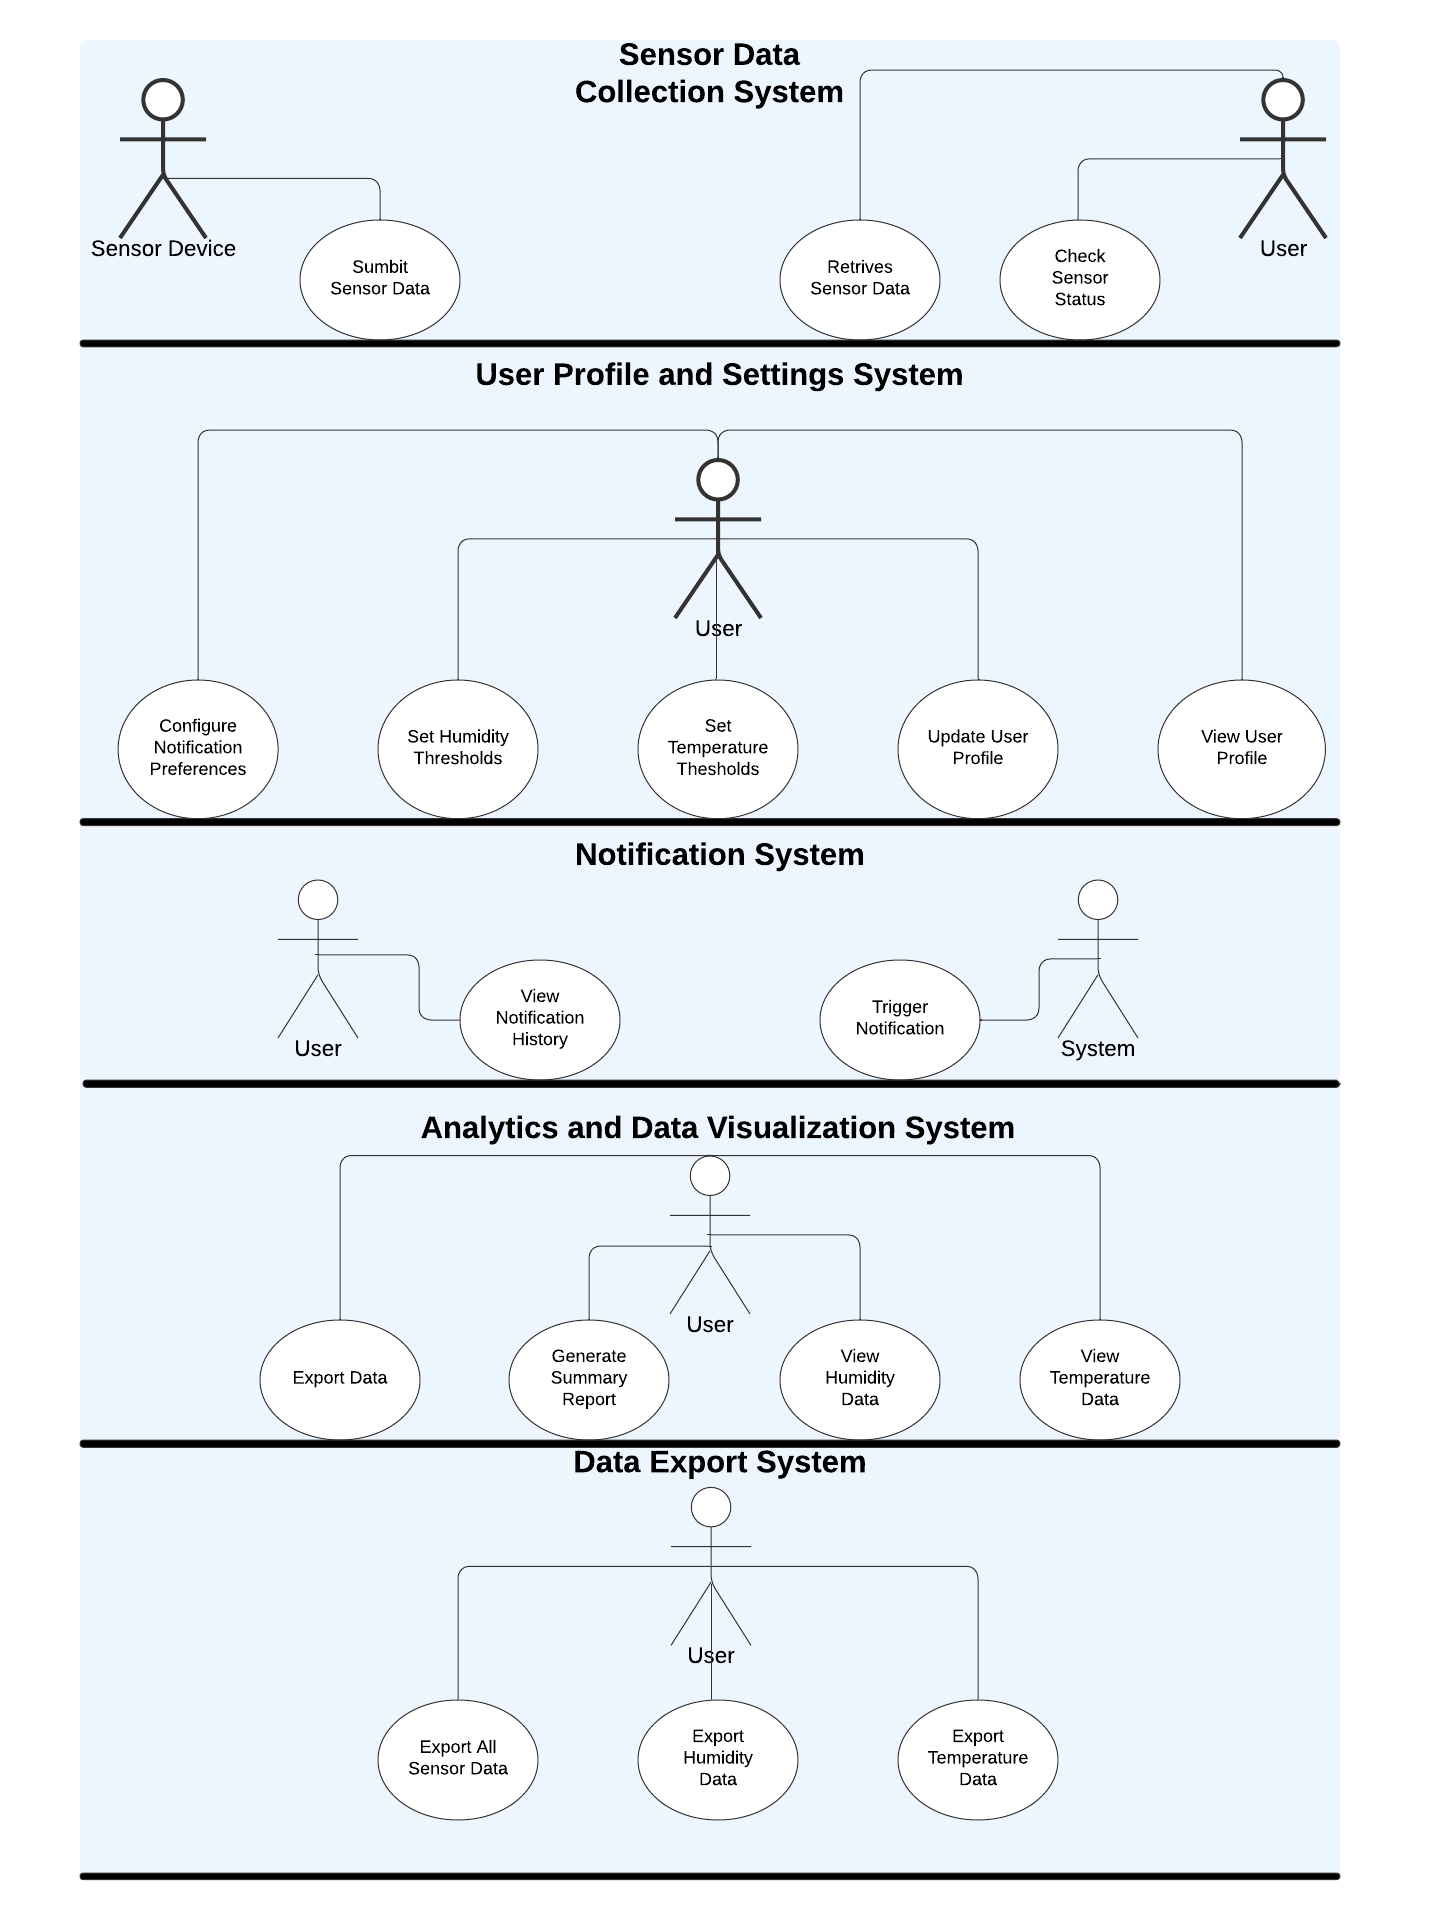 Sensor Data
Collection System
Sensor Device
User
Sumbit
Sensor Data
Retrives
Sensor Data
Check
Sensor
Status
User Profile and Settings System
User
Configure
Notification
Preferences
Set Humidity
Thresholds
Set
Temperature
Thesholds
Update User
Profile
View User
Profile
Notification System
User
View
Notification
History
Trigger
Notification
System
Analytics and Data Visualization System
User
Export Data
Generate
Summary
Report
View
Humidity
Data
View
Temperature
Data
Data Export System
User
Export All
Sensor Data
Export
Humidity
Data
Export
Temperature
Data